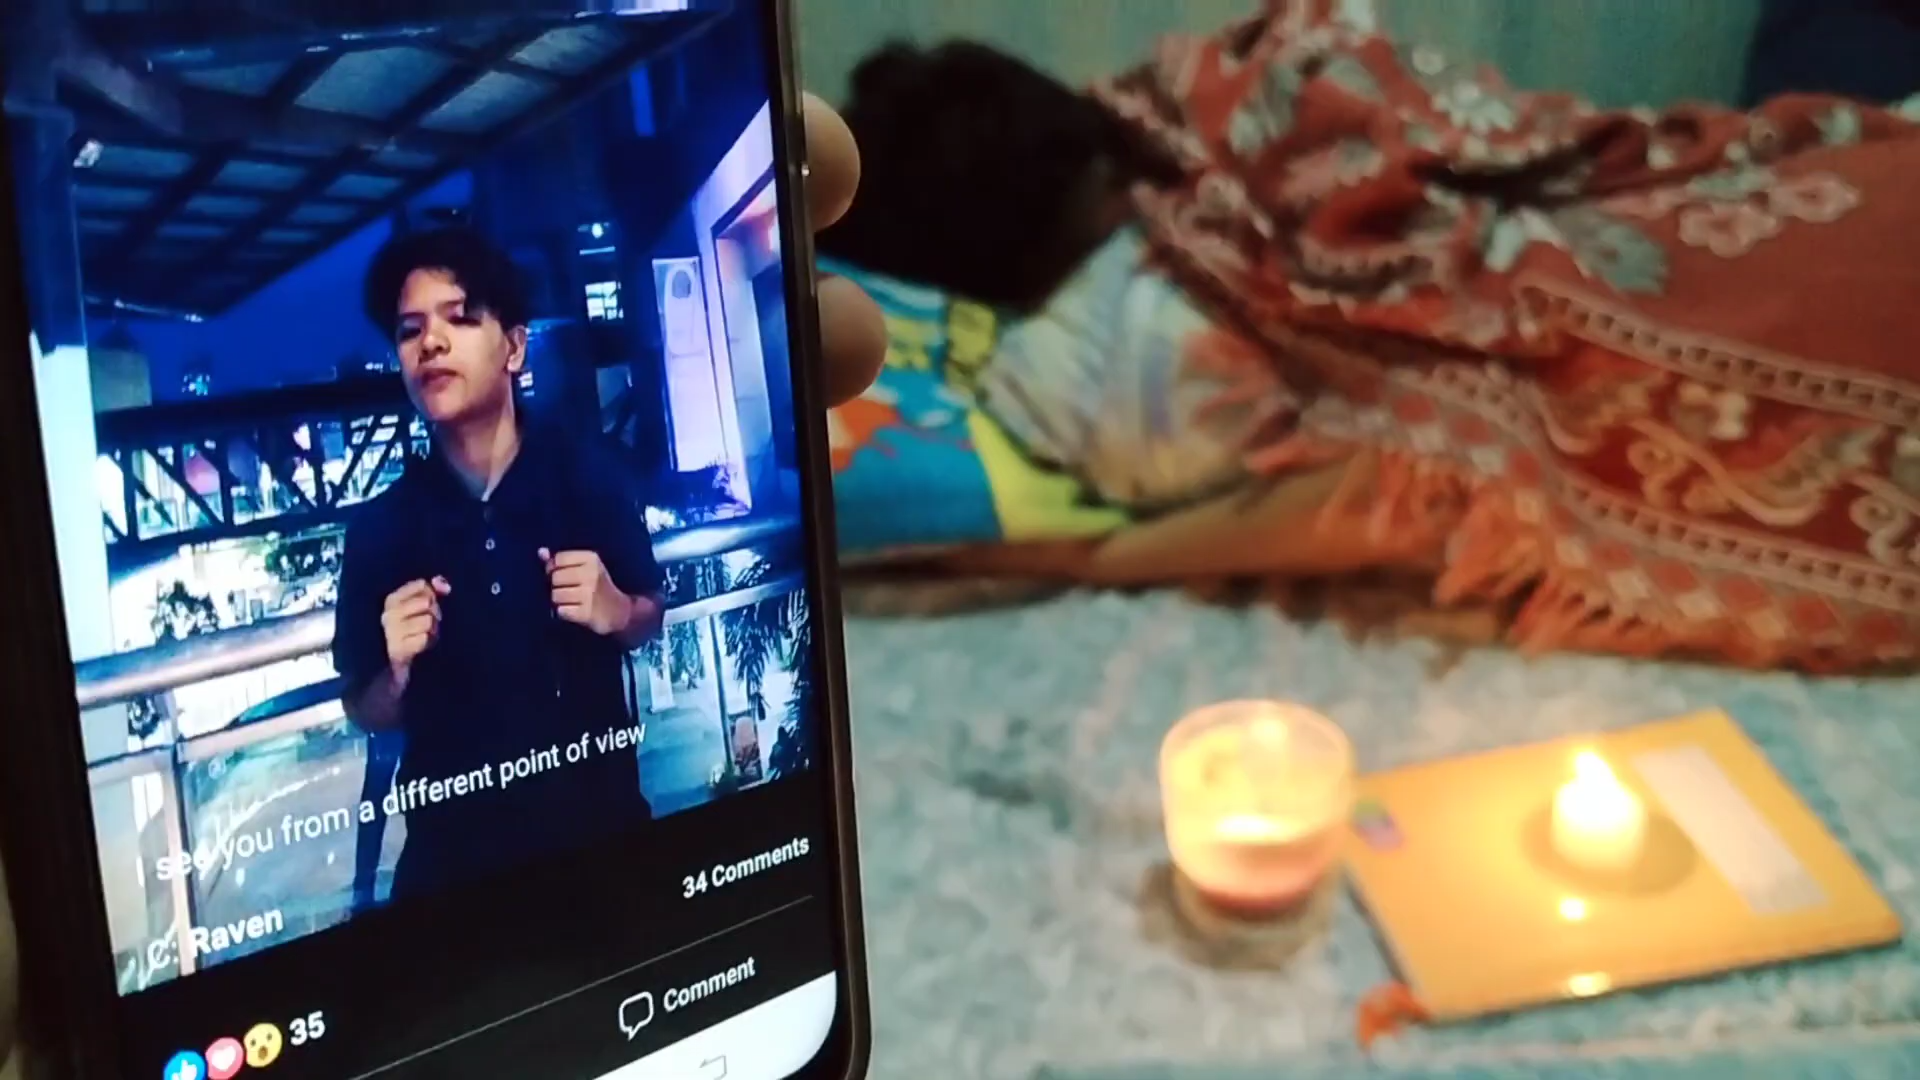 I see you from a different point of view
C: Raven
34 Comments
35
Comment